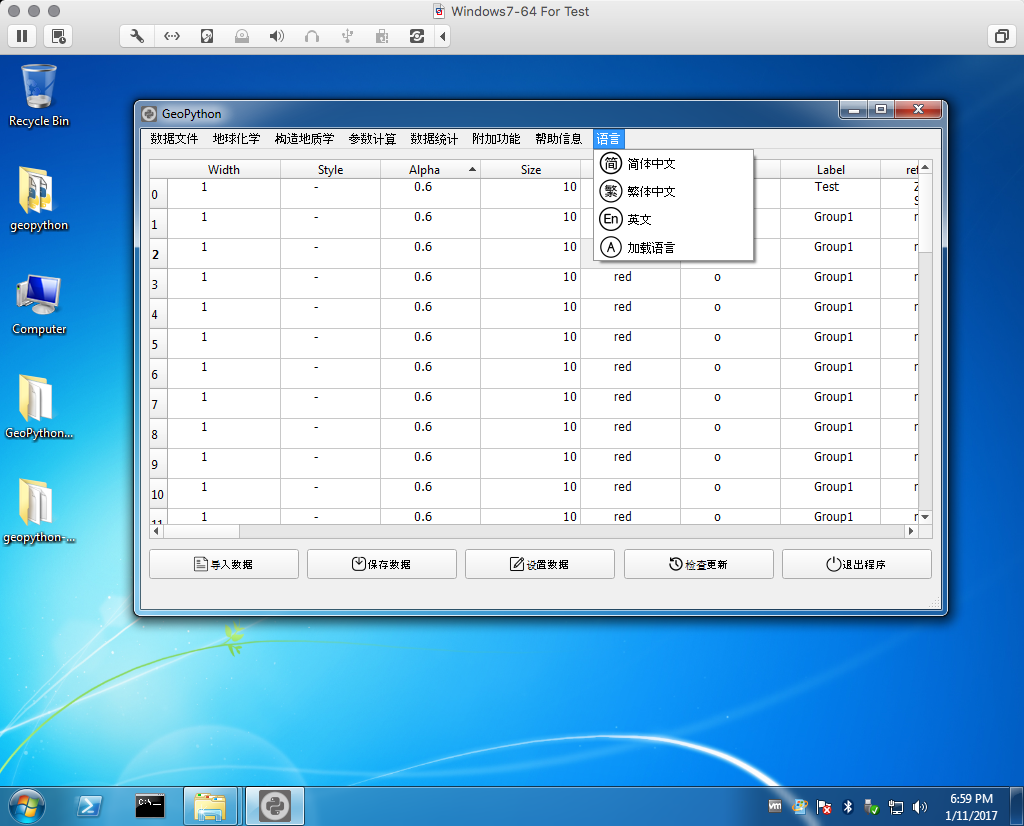 Windows7-64 For Test
Recycle Bin
geopython
Computer
GeoPython...
geopython-...
GeoPython
数据文件 地球化学 构造地质学 参数计算 数据统计 附加功能 帮助信息 语言
简 简体中文
繁 繁体中文
En 英文
A 加载语言
Width Style Alpha Size Label ref
0 1 - 0.6 10 Test Z
S
1 1 - 0.6 10 Group1 r
2 1 - 0.6 10 Group1 r
3 1 - 0.6 10 red o Group1 r
4 1 - 0.6 10 red o Group1 r
5 1 - 0.6 10 red o Group1 r
6 1 - 0.6 10 red o Group1 r
7 1 - 0.6 10 red o Group1 r
8 1 - 0.6 10 red o Group1 r
9 1 - 0.6 10 red o Group1 r
10 1 - 0.6 10 red o Group1 r
11 1 - 0.6 10 red o Group1 r
导入数据 保存数据 设置数据 检查更新 退出程序
C:\.
vm
6:59 PM
1/11/2017